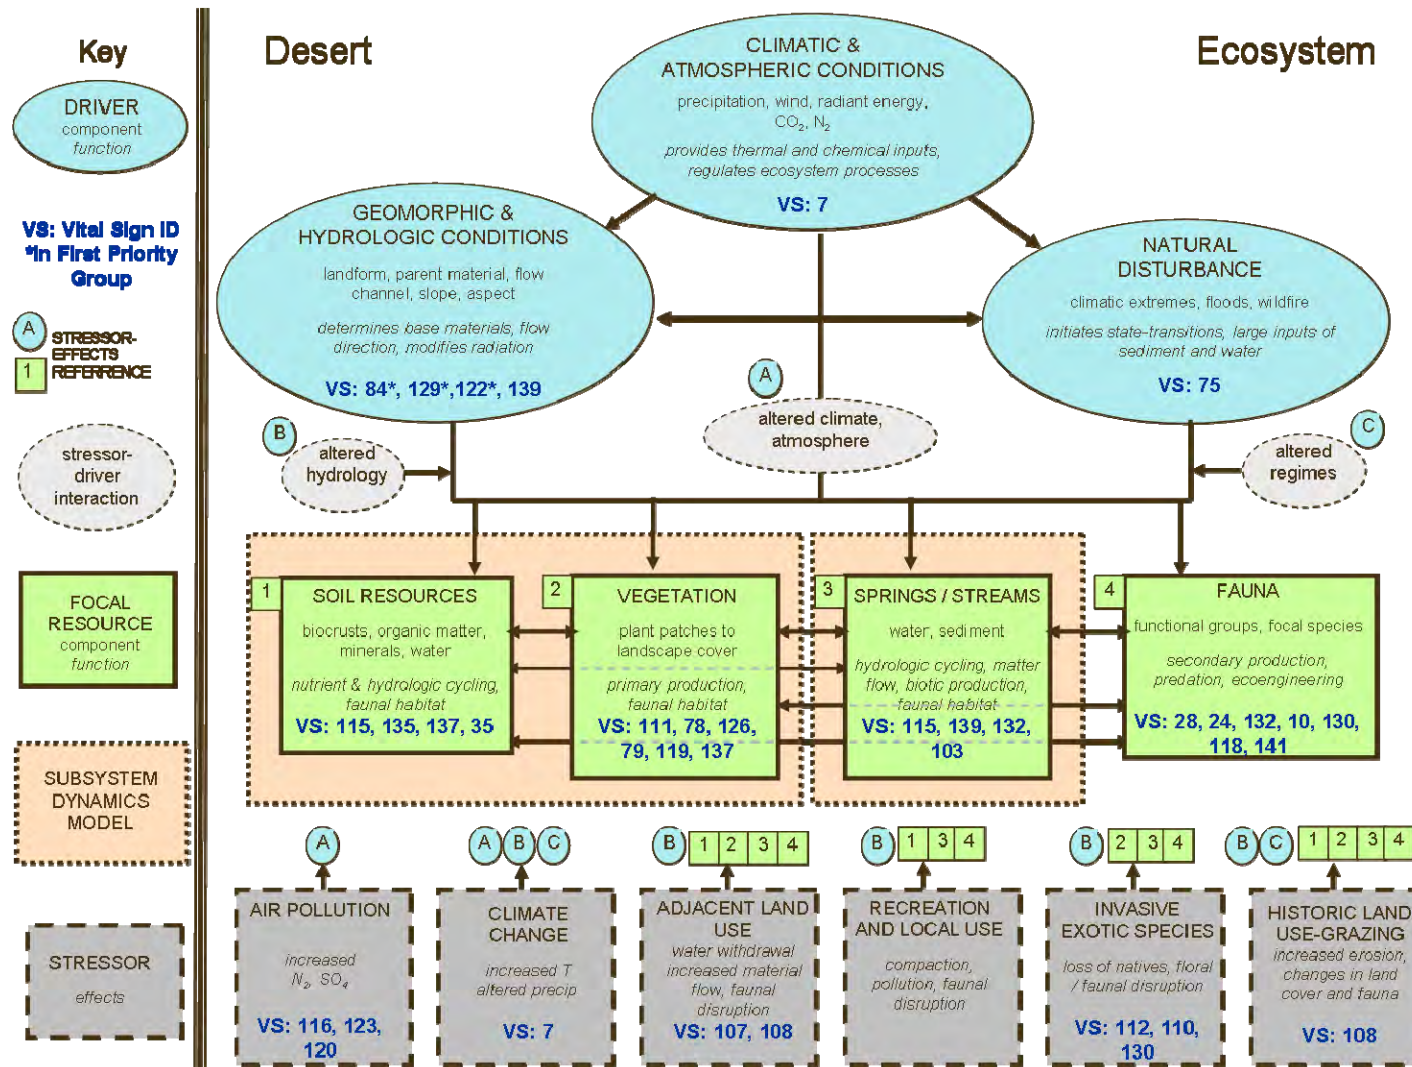 Key
DRIVER
component
function
VS: Vital Sign ID
*In First Priority
Group
A
1
STRESSOR-
EFFECTS
REFERRENCE
stressor-
driver
interaction
FOCAL
RESOURCE
component
function
SUBSYSTEM
DYNAMICS
MODEL
STRESSOR
effects
Desert
Ecosystem
CLIMATIC &
ATMOSPHERIC CONDITIONS
precipitation, wind, radiant energy,
CO2, N2
provides thermal and chemical inputs,
regulates ecosystem processes
VS: 7
GEOMORPHIC &
HYDROLOGIC CONDITIONS
landform, parent material, flow
channel, slope, aspect
determines base materials, flow
direction, modifies radiation
VS: 84*, 129*,122*, 139
NATURAL
DISTURBANCE
climatic extremes, floods, wildfire
initiates state-transitions, large inputs of
sediment and water
VS: 75
A
altered climate,
atmosphere
B
altered
hydrology
C
altered
regimes
1
SOIL RESOURCES
biocrusts, organic matter,
minerals, water
nutrient & hydrologic cycling,
faunal habitat
VS: 115, 135, 137, 35
2
VEGETATION
plant patches to
landscape cover
primary production,
faunal habitat
VS: 111, 78, 126,
79, 119, 137
3
SPRINGS / STREAMS
water, sediment
hydrologic cycling, matter
flow, biotic production,
faunal habitat
VS: 115, 139, 132,
103
4
FAUNA
functional groups, focal species
secondary production,
predation, ecoengineering
VS: 28, 24, 132, 10, 130,
118, 141
A
AIR POLLUTION
increased
N2, SO4
VS: 116, 123,
120
A B C
CLIMATE
CHANGE
increased T
altered precip
VS: 7
B 1 2 3 4
ADJACENT LAND
USE
water withdrawal
increased material
flow, faunal
disruption
VS: 107, 108
B 1 3 4
RECREATION
AND LOCAL USE
compaction,
pollution, faunal
disruption
B 2 3 4
INVASIVE
EXOTIC SPECIES
loss of natives, floral
/ faunal disruption
VS: 112, 110,
130
B C 1 2 3 4
HISTORIC LAND
USE-GRAZING
increased erosion,
changes in land
cover and fauna
VS: 108